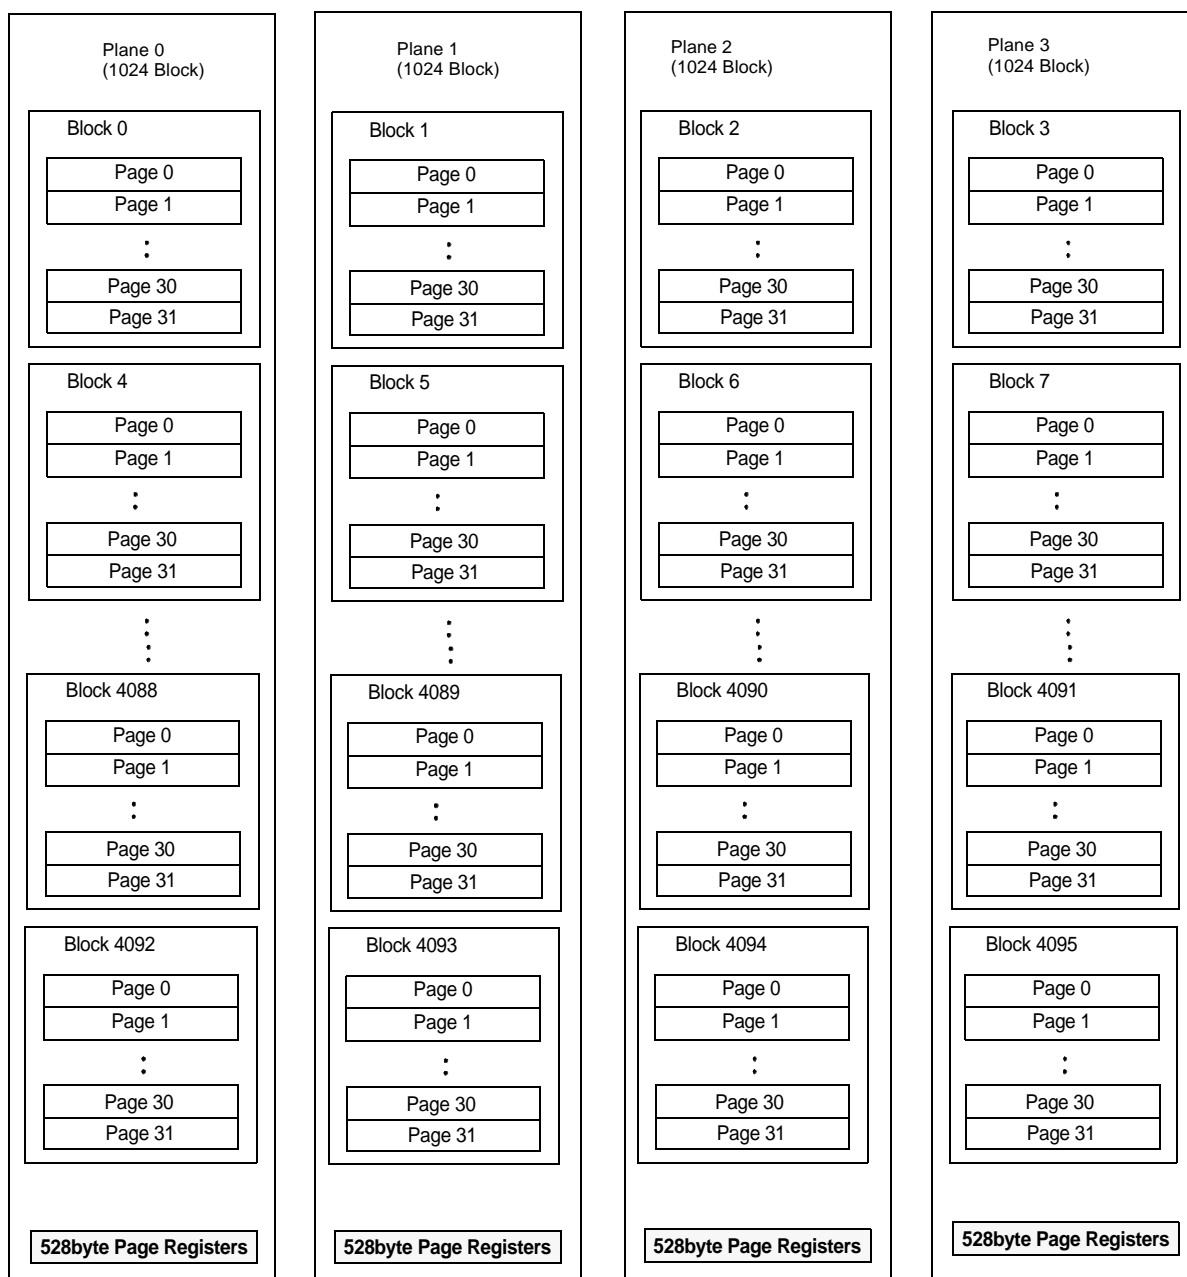 Plane 0
(1024 Block)
Block 0
Page 0
Page 1
Page 30
Page 31
Block 4
Page 0
Page 1
Page 30
Page 31
Block 4088
Page 0
Page 1
Page 30
Page 31
Block 4092
Page 0
Page 1
Page 30
Page 31
528byte Page Registers
Plane 1
(1024 Block)
Block 1
Page 0
Page 1
Page 30
Page 31
Block 5
Page 0
Page 1
Page 30
Page 31
Block 4089
Page 0
Page 1
Page 30
Page 31
Block 4093
Page 0
Page 1
Page 30
Page 31
528byte Page Registers
Plane 2
(1024 Block)
Block 2
Page 0
Page 1
Page 30
Page 31
Block 6
Page 0
Page 1
Page 30
Page 31
Block 4090
Page 0
Page 1
Page 30
Page 31
Block 4094
Page 0
Page 1
Page 30
Page 31
528byte Page Registers
Plane 3
(1024 Block)
Block 3
Page 0
Page 1
Page 30
Page 31
Block 7
Page 0
Page 1
Page 30
Page 31
Block 4091
Page 0
Page 1
Page 30
Page 31
Block 4095
Page 0
Page 1
Page 30
Page 31
528byte Page Registers